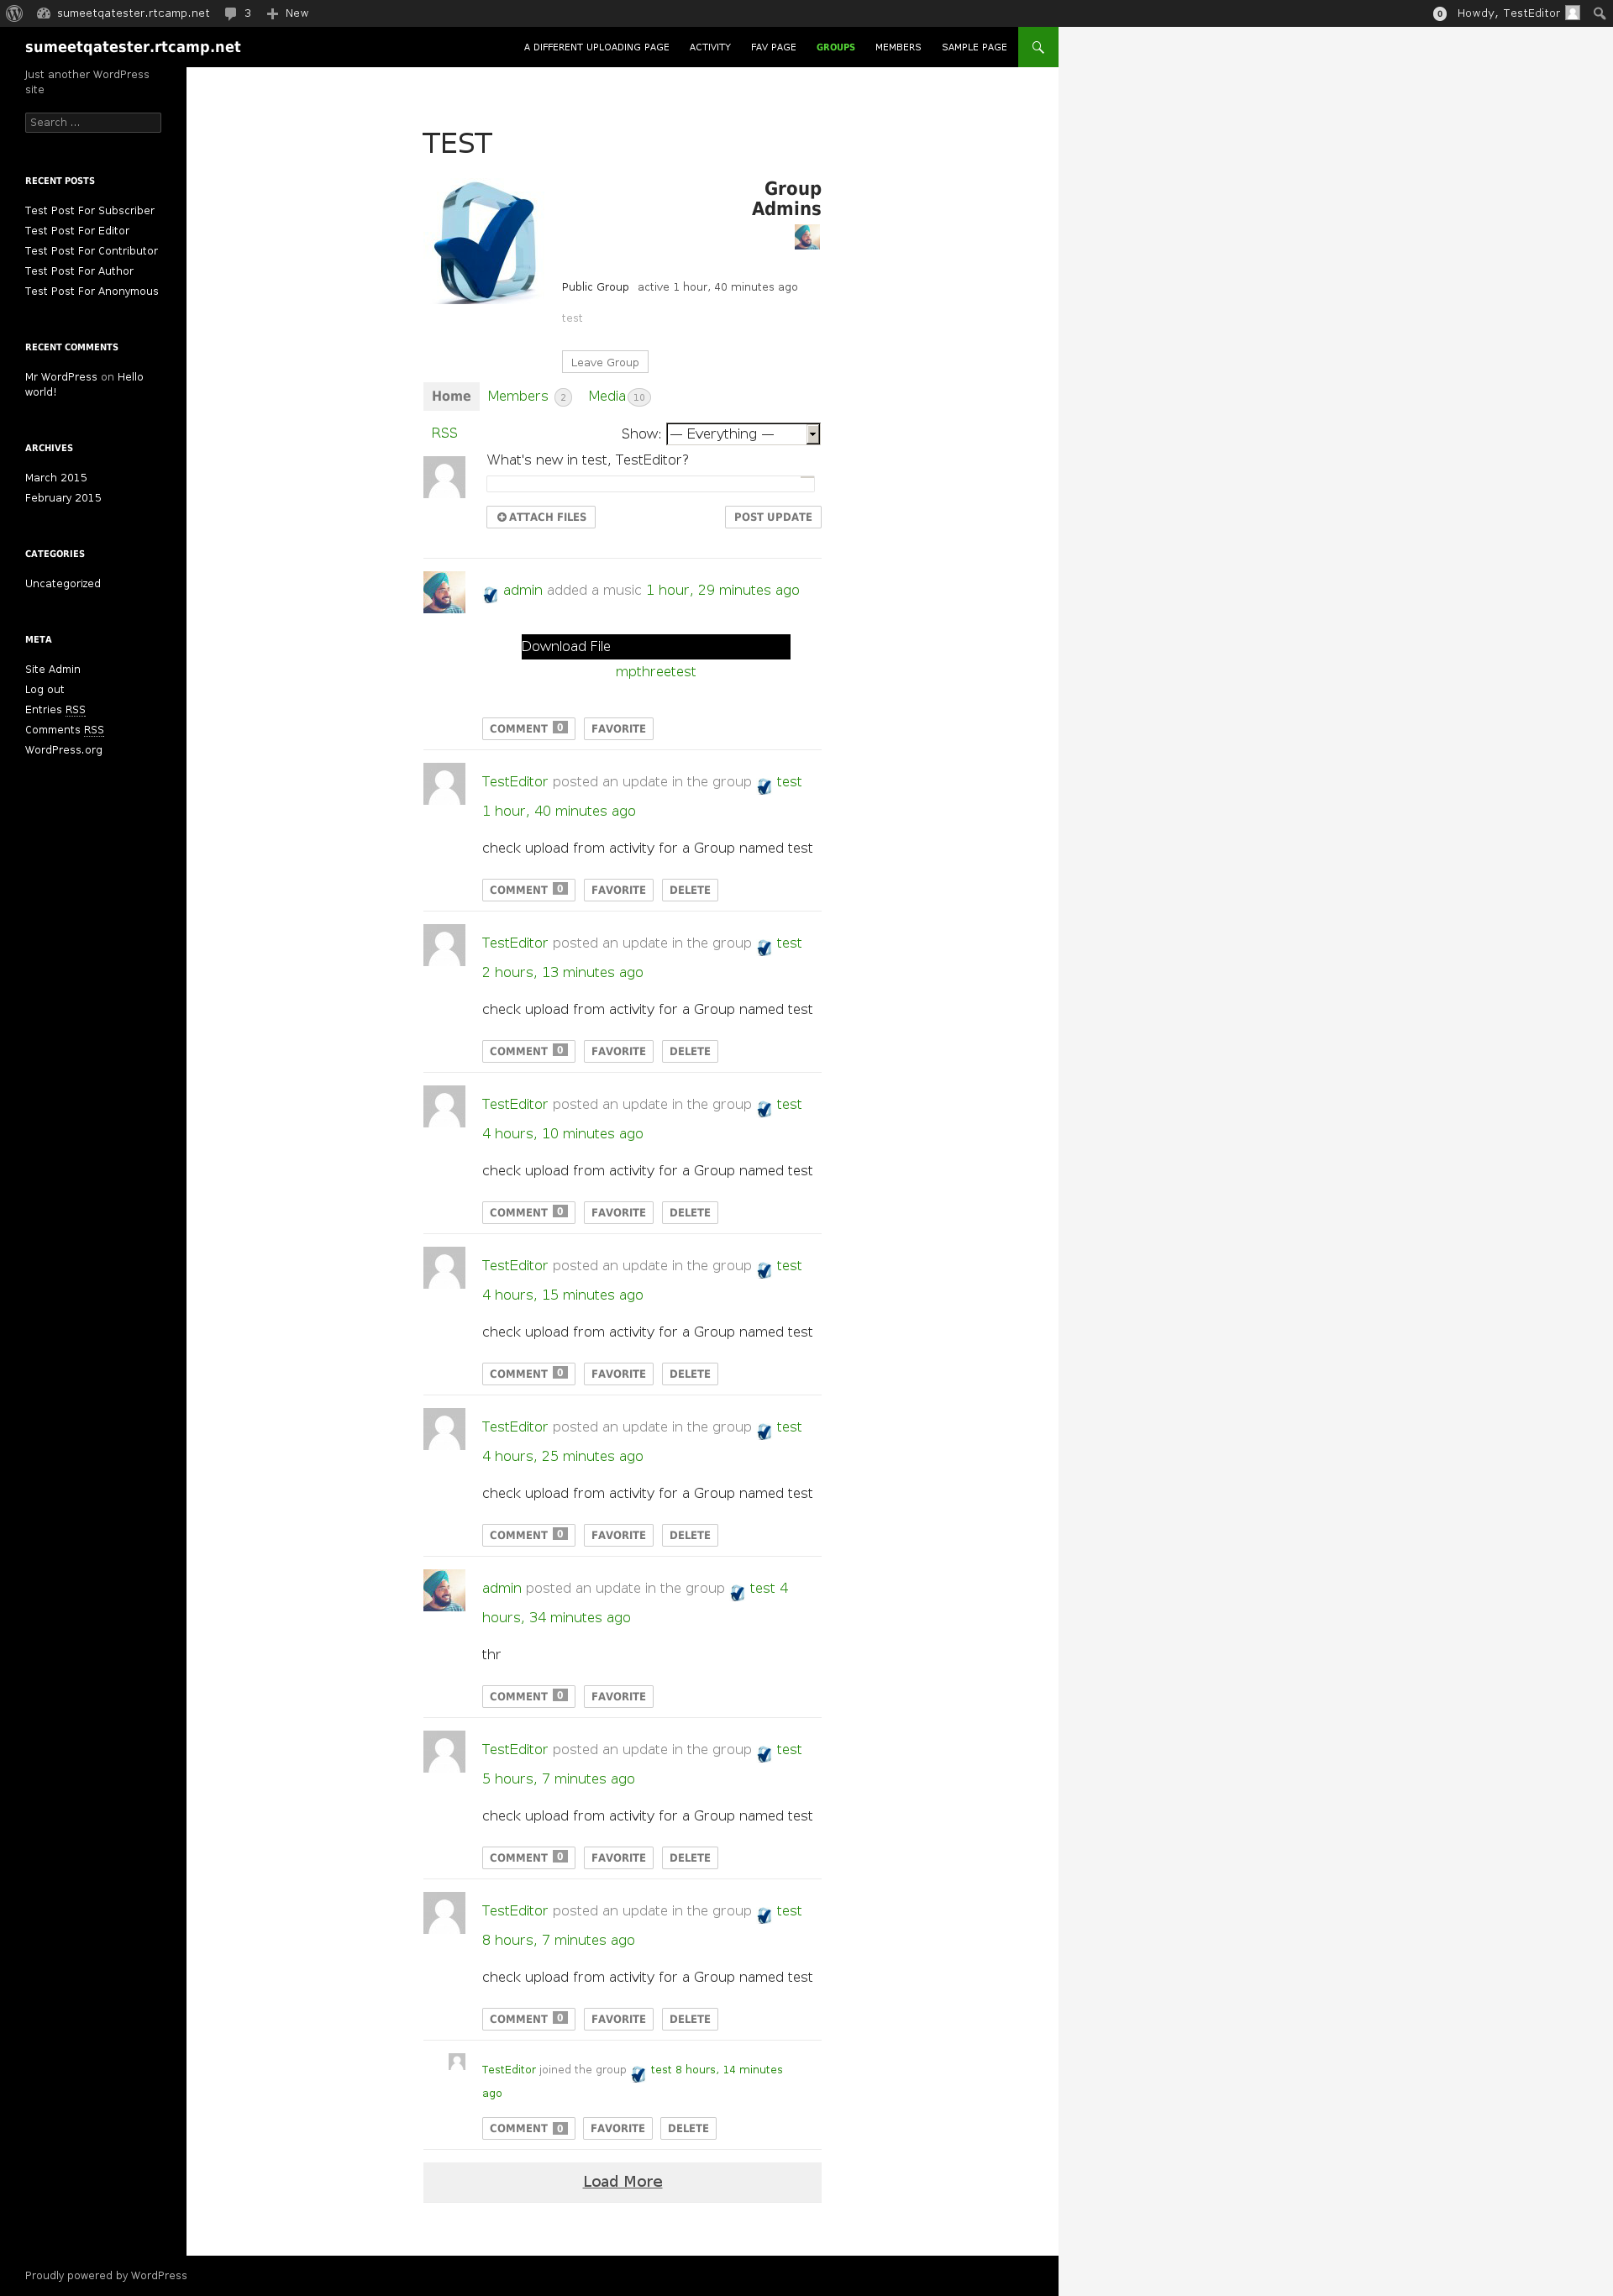 sumeetqatester.rtcamp.net 3 New 0 Howdy, TestEditor
sumeetqatester.rtcamp.net A DIFFERENT UPLOADING PAGE ACTIVITY FAV PAGE GROUPS MEMBERS SAMPLE PAGE
Just another WordPress
site
Search ...
RECENT POSTS
Test Post For Subscriber
Test Post For Editor
Test Post For Contributor
Test Post For Author
Test Post For Anonymous
RECENT COMMENTS
Mr WordPress on Hello
world!
ARCHIVES
March 2015
February 2015
CATEGORIES
Uncategorized
META
Site Admin
Log out
Entries RSS
Comments RSS
WordPress.org
TEST
Group
Admins
Public Group active 1 hour, 40 minutes ago
test
Leave Group
Home Members 2 Media 10
RSS Show: — Everything —
What's new in test, TestEditor?
ATTACH FILES POST UPDATE
admin added a music 1 hour, 29 minutes ago
Download File
mpthreetest
COMMENT 0 FAVORITE
TestEditor posted an update in the group test
1 hour, 40 minutes ago
check upload from activity for a Group named test
COMMENT 0 FAVORITE DELETE
TestEditor posted an update in the group test
2 hours, 13 minutes ago
check upload from activity for a Group named test
COMMENT 0 FAVORITE DELETE
TestEditor posted an update in the group test
4 hours, 10 minutes ago
check upload from activity for a Group named test
COMMENT 0 FAVORITE DELETE
TestEditor posted an update in the group test
4 hours, 15 minutes ago
check upload from activity for a Group named test
COMMENT 0 FAVORITE DELETE
TestEditor posted an update in the group test
4 hours, 25 minutes ago
check upload from activity for a Group named test
COMMENT 0 FAVORITE DELETE
admin posted an update in the group test 4
hours, 34 minutes ago
thr
COMMENT 0 FAVORITE
TestEditor posted an update in the group test
5 hours, 7 minutes ago
check upload from activity for a Group named test
COMMENT 0 FAVORITE DELETE
TestEditor posted an update in the group test
8 hours, 7 minutes ago
check upload from activity for a Group named test
COMMENT 0 FAVORITE DELETE
TestEditor joined the group test 8 hours, 14 minutes
ago
COMMENT 0 FAVORITE DELETE
Load More
Proudly powered by WordPress